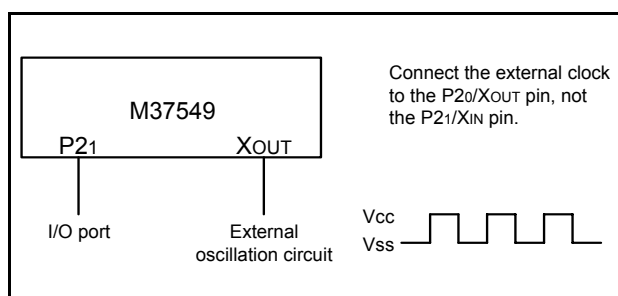 M37549
P21
XOUT
I/O port
External
oscillation circuit
Connect the external clock
to the P20/XOUT pin, not
the P21/XIN pin.
Vcc
Vss